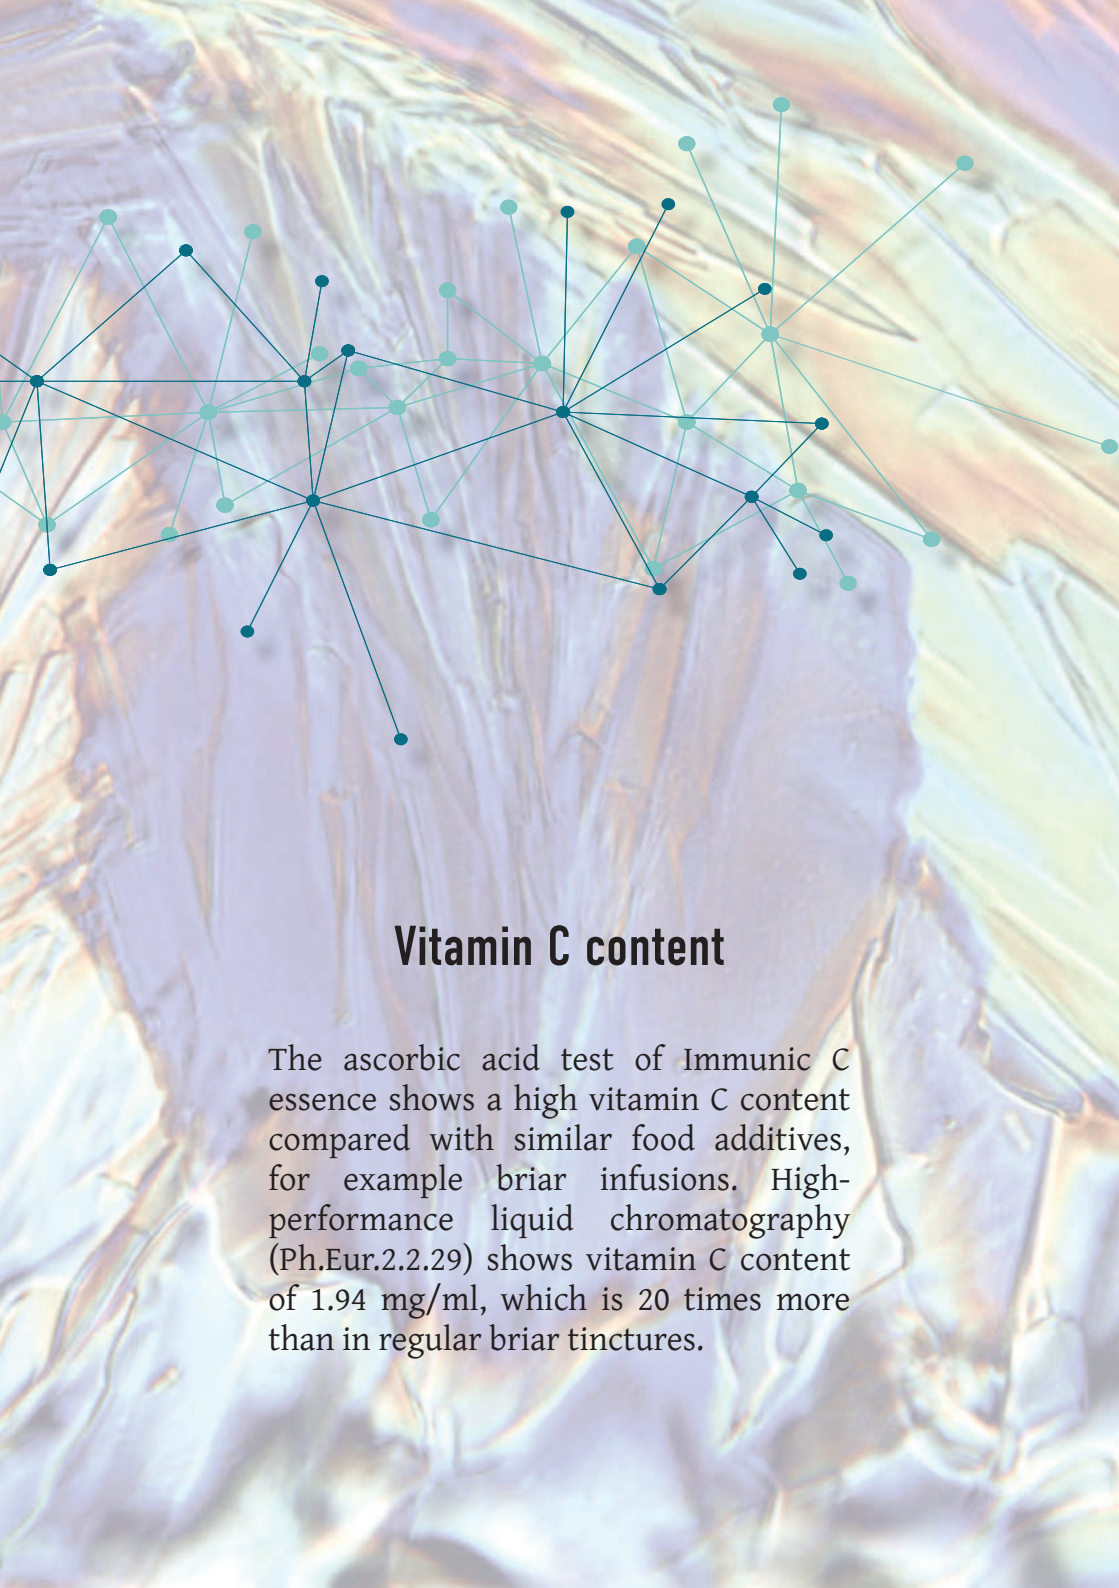 Vitamin C content
The ascorbic acid test of Immunic C
essence shows a high vitamin C content
compared with similar food additives,
for example briar infusions. High-
performance liquid chromatography
(Ph.Eur.2.2.29) shows vitamin C content
of 1.94 mg/ml, which is 20 times more
than in regular briar tinctures.